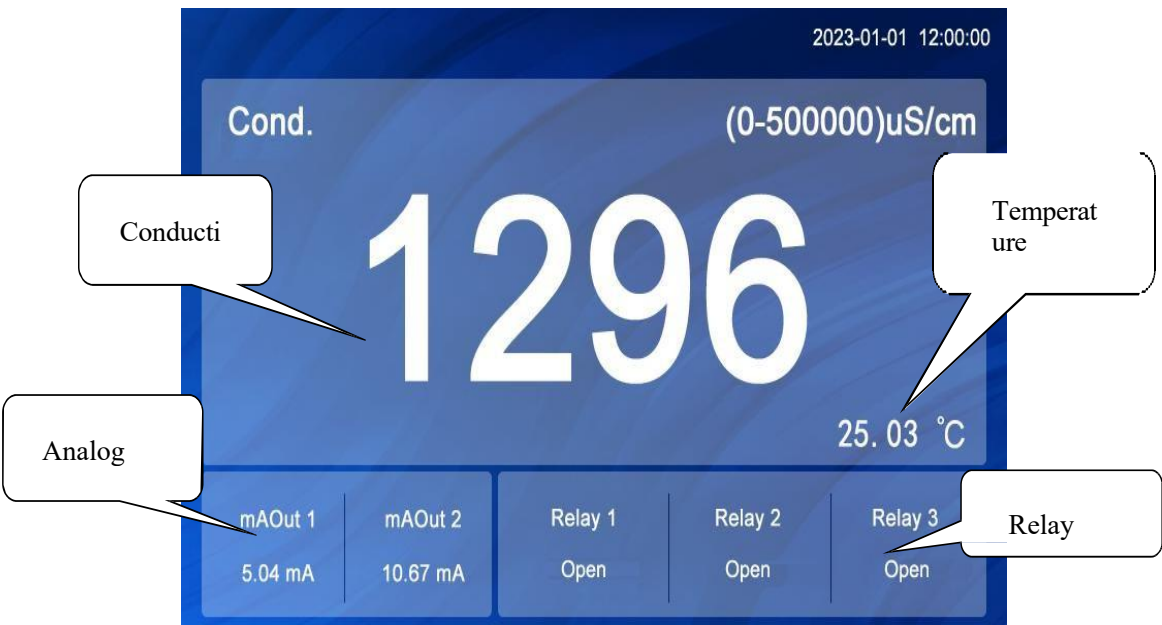 2023-01-01 12:00:00
Cond.
(0-500000)uS/cm
Conducti
1296
Temperat
ure
25. 03 ℃
Analog
mAOut 1
mAOut 2
Relay 1
Relay 2
Relay 3
Relay
5.04 mA
10.67 mA
Open
Open
Open